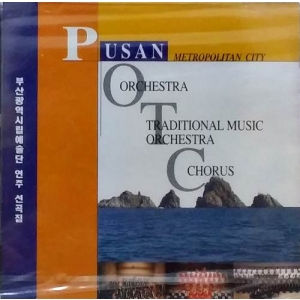 PUSAN
METROPOLITAN CITY
ORCHESTRA
TRADITIONAL MUSIC
ORCHESTRA
CHORUS
부산광역시립예술단 연주 선곡집